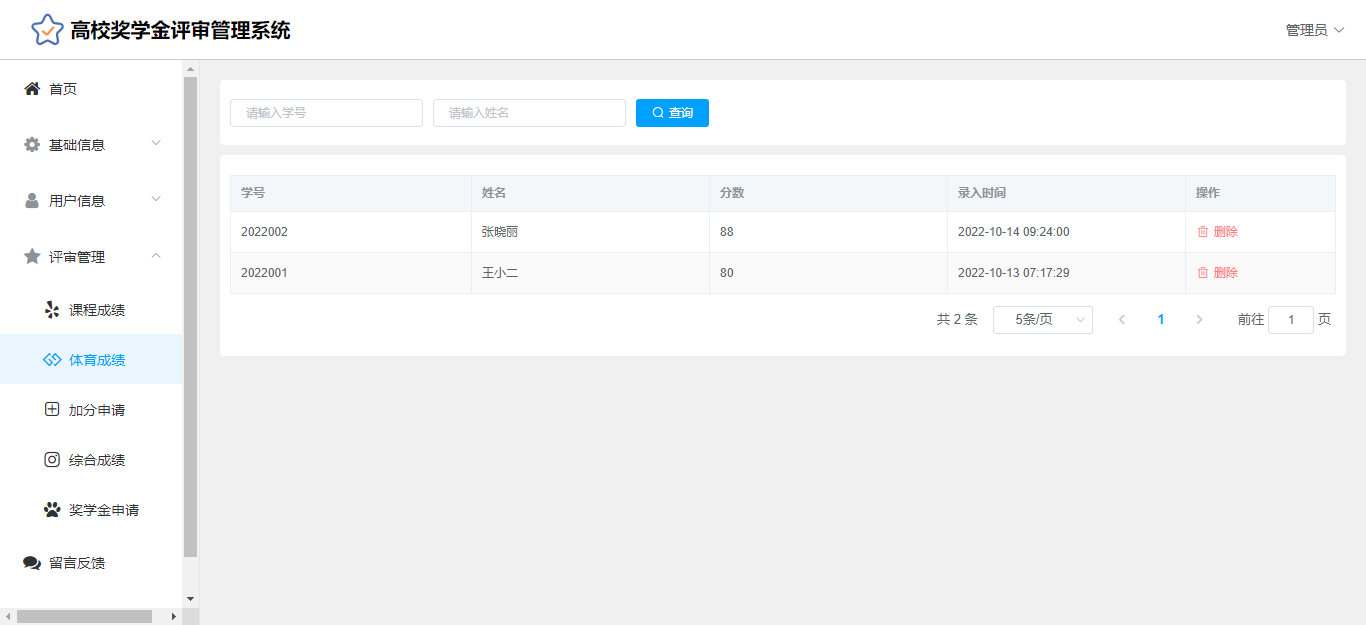 高校奖学金评审管理系统
管理员
首页
基础信息
用户信息
评审管理
课程成绩
体育成绩
加分申请
综合成绩
奖学金申请
留言反馈
请输入学号 请输入姓名 查询
学号 姓名 分数 录入时间 操作
2022002 张晓丽 88 2022-10-14 09:24:00 删除
2022001 王小二 80 2022-10-13 07:17:29 删除
共 2 条 5条/页 1 前往 1 页